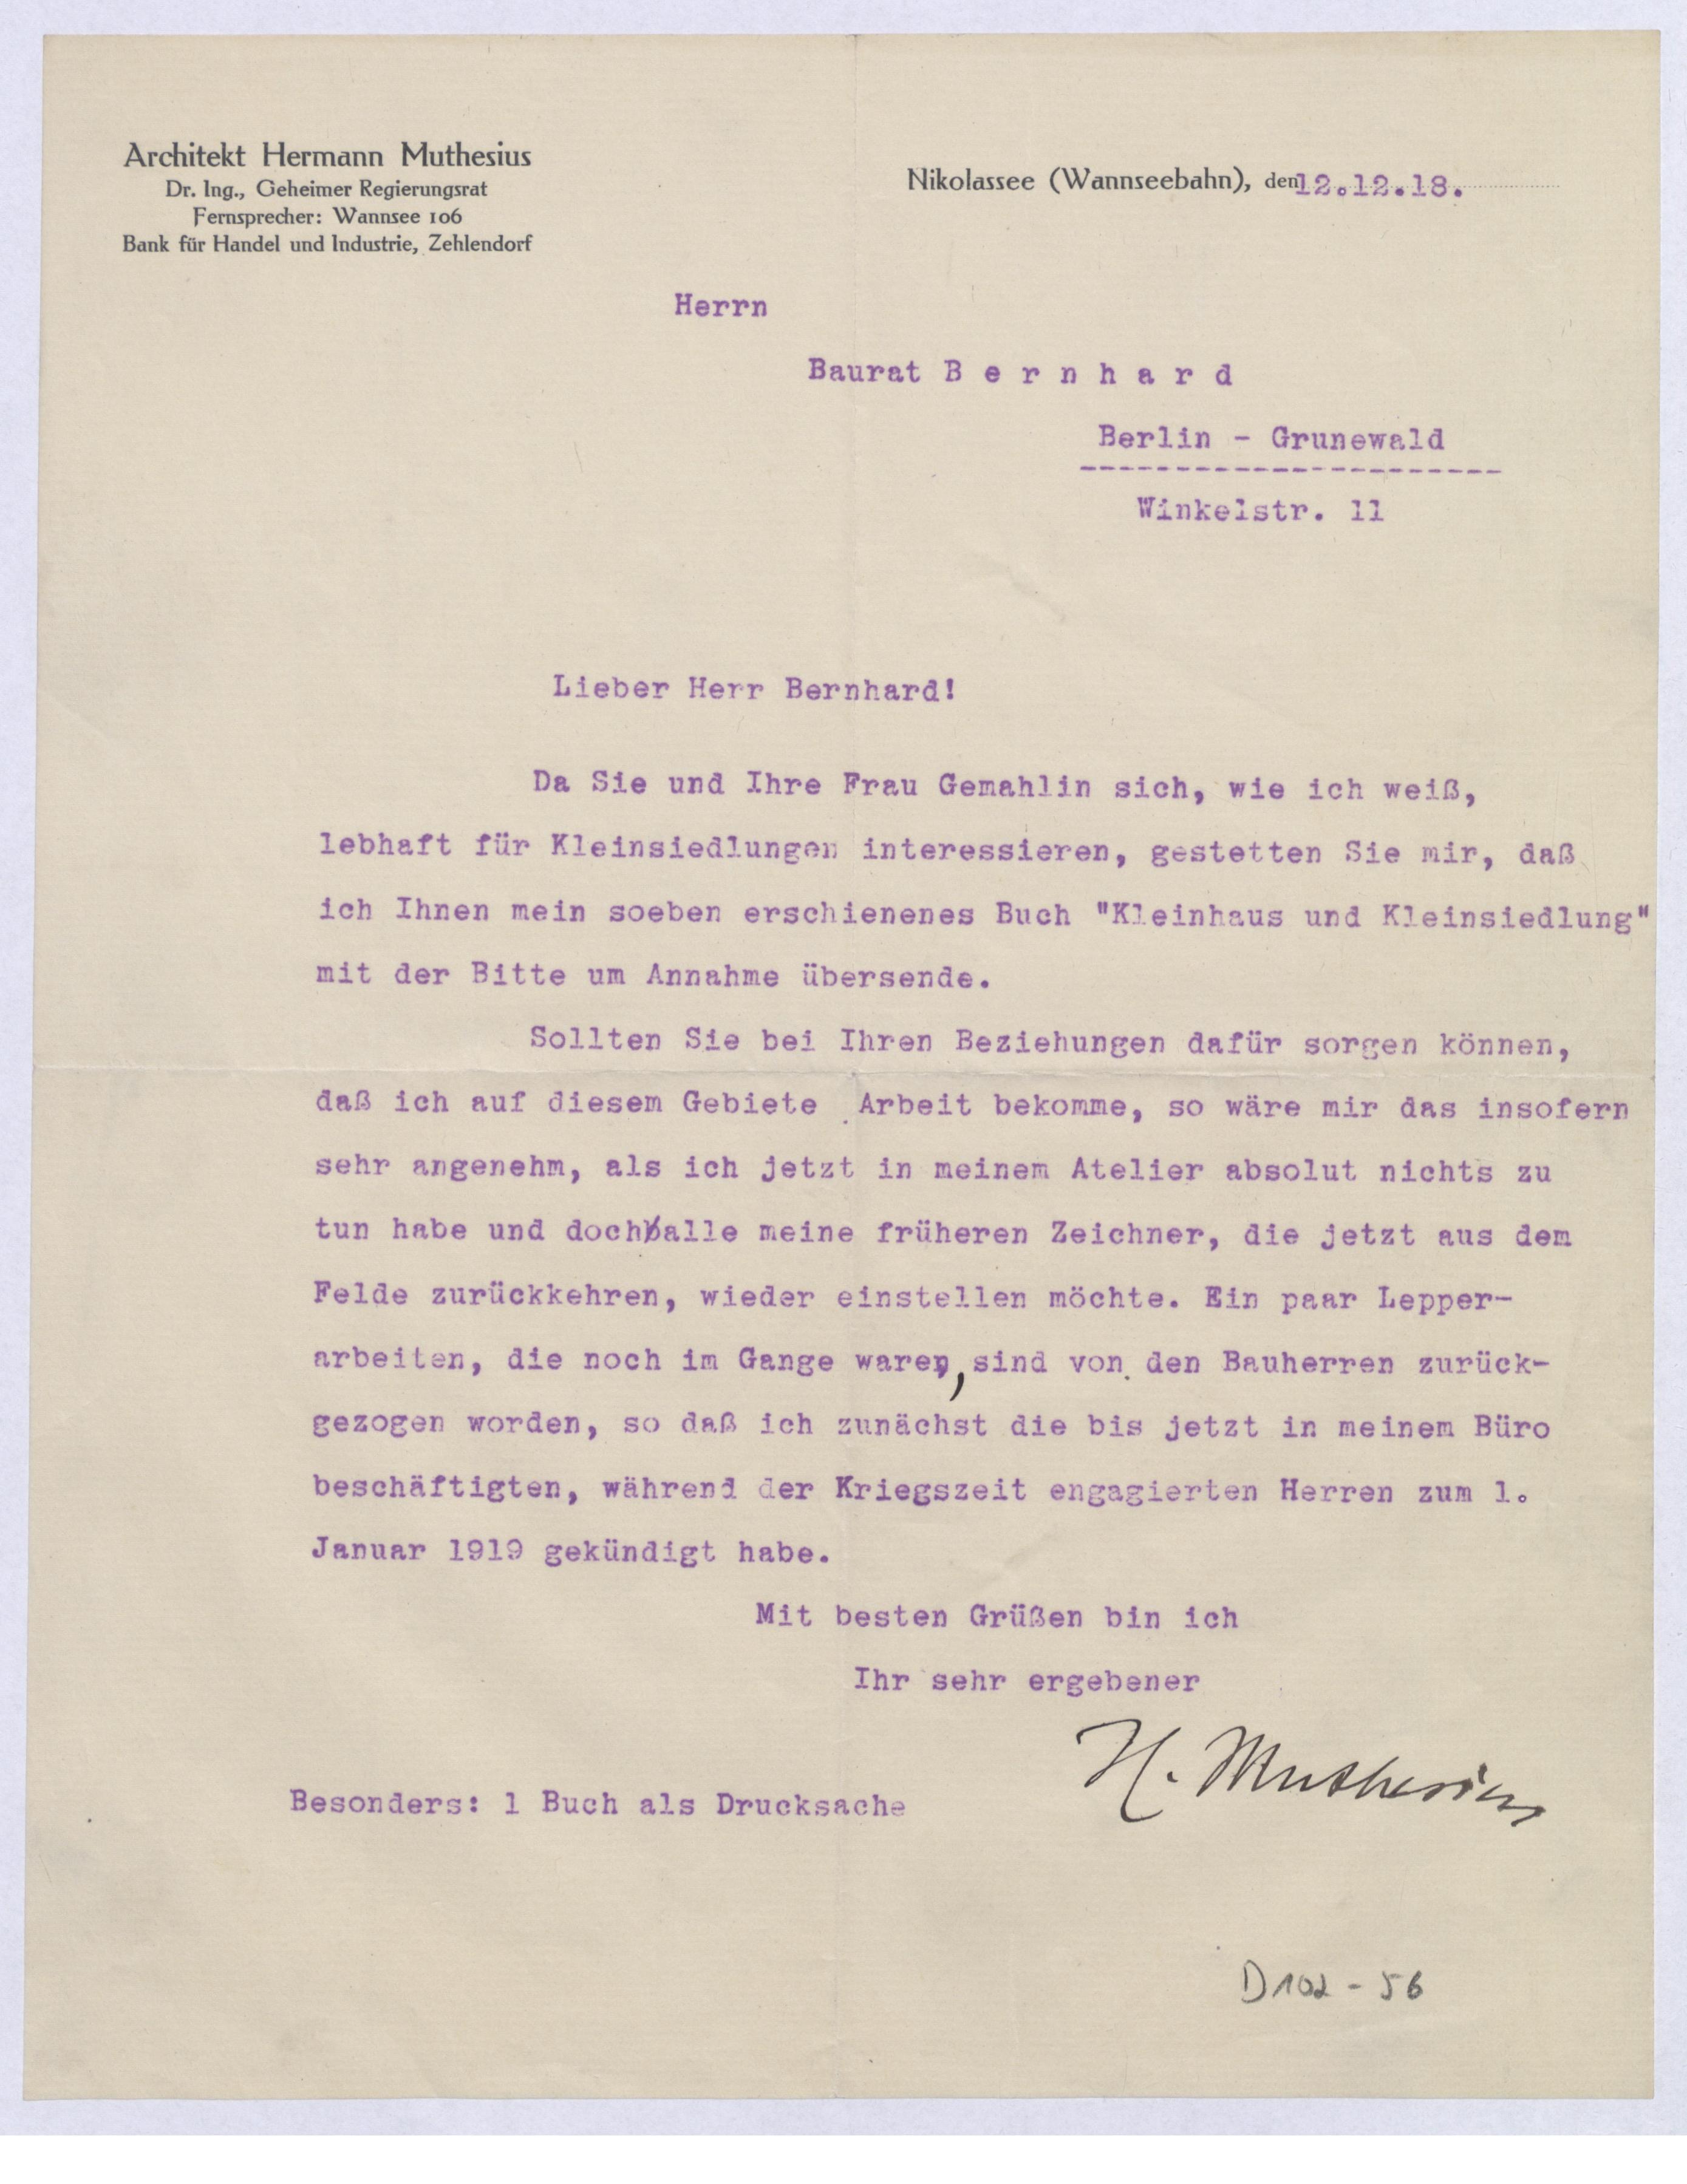 Architekt Hermann Muthesius
Dr. Ing., Geheimer Regierungsrat
Fernsprecher: Wannsee 106
Bank für Handel und Industrie, Zehlendorf
Nikolassee (Wannseebahn), den 12.12.18.
Herrn
Baurat B e r n h a r d
Berlin - Grunewald
----------------------
Winkelstr. 11
Lieber Herr Bernhard!
Da Sie und Ihre Frau Gemahlin sich, wie ich weiß,
lebhaft für Kleinsiedlungen interessieren, gestetten Sie mir, daß
ich Ihnen mein soeben erschienenes Buch "Kleinhaus und Kleinsiedlung"
mit der Bitte um Annahme übersende.
Sollten Sie bei Ihren Beziehungen dafür sorgen können,
daß ich auf diesem Gebiete Arbeit bekomme, so wäre mir das insofern
sehr angenehm, als ich jetzt in meinem Atelier absolut nichts zu
tun habe und doch alle meine früheren Zeichner, die jetzt aus dem
Felde zurückkehren, wieder einstellen möchte. Ein paar Lepper-
arbeiten, die noch im Gange waren, sind von den Bauherren zurück-
gezogen worden, so daß ich zunächst die bis jetzt in meinem Büro
beschäftigten, während der Kriegszeit engagierten Herren zum 1.
Januar 1919 gekündigt habe.
Mit besten Grüßen bin ich
Ihr sehr ergebener
H. Muthesius
Besonders: 1 Buch als Drucksache
D102 - 56